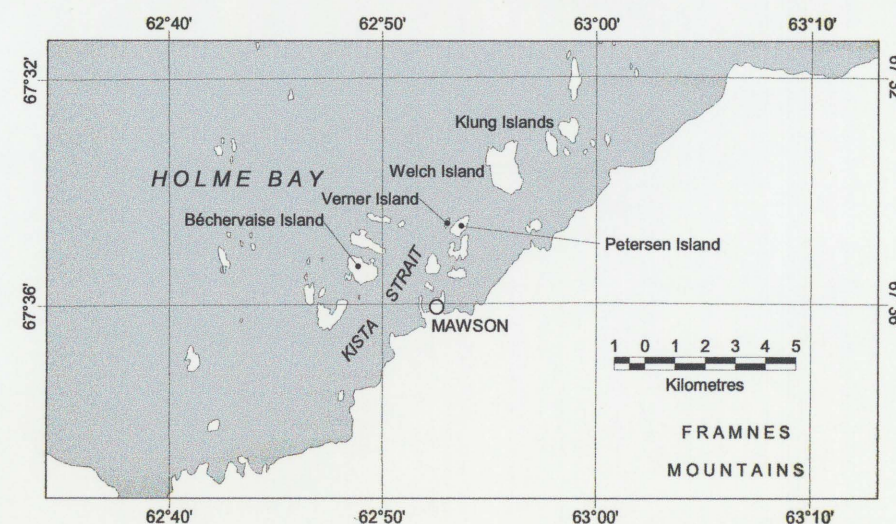 62°40' 62°50' 63°00' 63°10'
67°32'
67°32'
Klung Islands
Welch Island
HOLME BAY
Verner Island
Béchervaise Island
Petersen Island
KISTA STRAIT
67°36'
67°36'
MAWSON
1 0 1 2 3 4 5
Kilometres
FRAMNES
MOUNTAINS
62°40' 62°50' 63°00' 63°10'